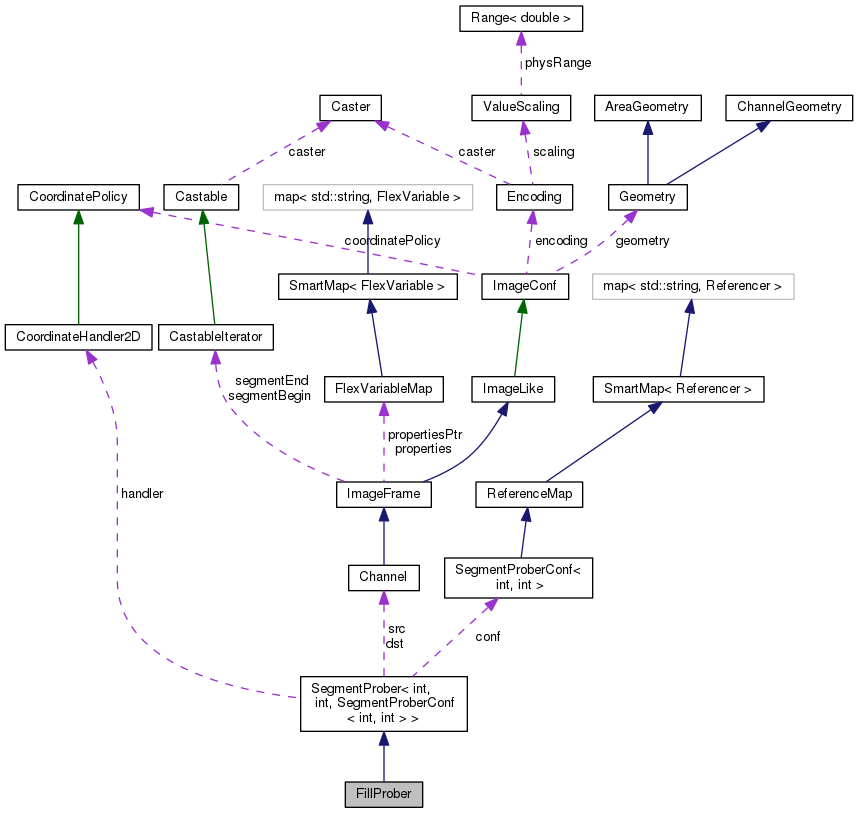 Range< double >
physRange
Caster
ValueScaling
AreaGeometry
ChannelGeometry
caster
caster
scaling
CoordinatePolicy
Castable
map< std::string, FlexVariable >
Encoding
Geometry
coordinatePolicy
encoding
geometry
SmartMap< FlexVariable >
ImageConf
map< std::string, Referencer >
CoordinateHandler2D
CastableIterator
segmentEnd
segmentBegin
FlexVariableMap
ImageLike
SmartMap< Referencer >
propertiesPtr
properties
handler
ImageFrame
ReferenceMap
Channel
SegmentProberConf<
int, int >
src
dst
conf
SegmentProber< int,
int, SegmentProberConf
< int, int > >
FillProber